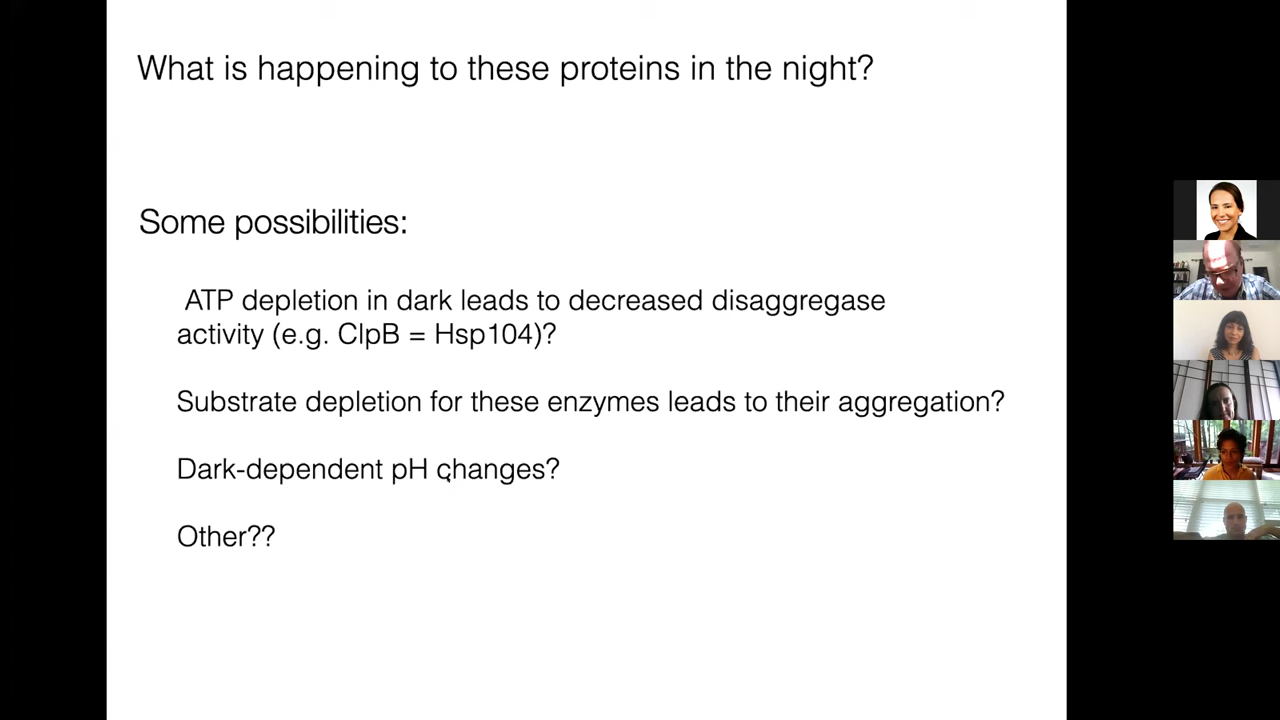 What is happening to these proteins in the night?
Some possibilities:
ATP depletion in dark leads to decreased disaggregase
activity (e.g. ClpB = Hsp104)?
Substrate depletion for these enzymes leads to their aggregation?
Dark-dependent pH changes?
Other??